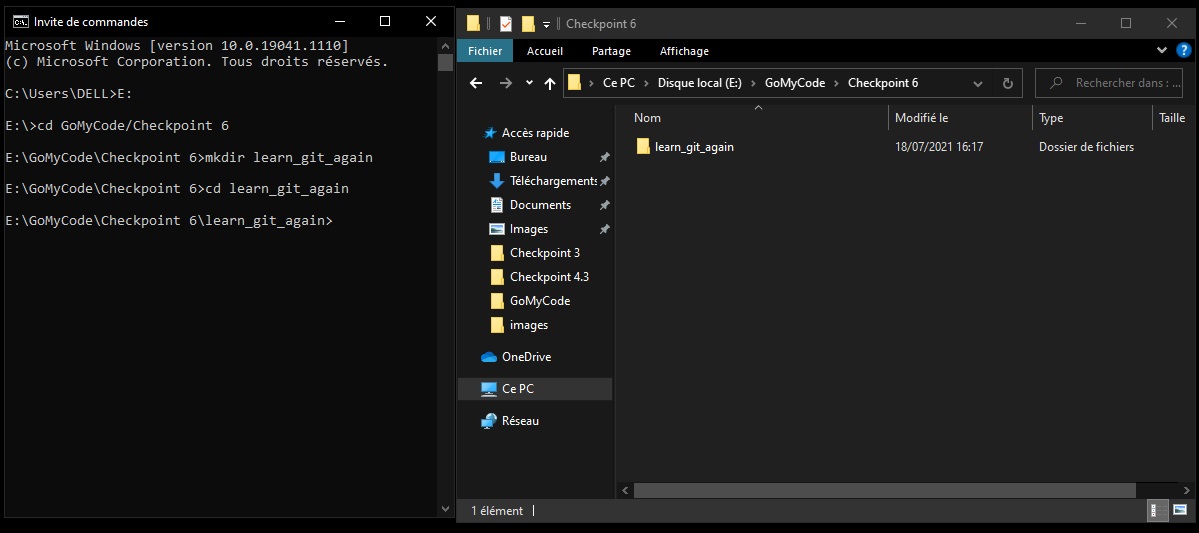 Invite de commandes
Microsoft Windows [version 10.0.19041.1110]
(c) Microsoft Corporation. Tous droits réservés.
C:\Users\DELL>E:
E:\>cd GoMyCode/Checkpoint 6
E:\GoMyCode\Checkpoint 6>mkdir learn_git_again
E:\GoMyCode\Checkpoint 6>cd learn_git_again
E:\GoMyCode\Checkpoint 6\learn_git_again>
Checkpoint 6
Fichier Accueil Partage Affichage
Ce PC > Disque local (E:) > GoMyCode > Checkpoint 6
Rechercher dans : ...
Nom Modifié le Type Taille
learn_git_again 18/07/2021 16:17 Dossier de fichiers
Accès rapide
Bureau
Téléchargements
Documents
Images
Checkpoint 3
Checkpoint 4.3
GoMyCode
images
OneDrive
Ce PC
Réseau
1 élément